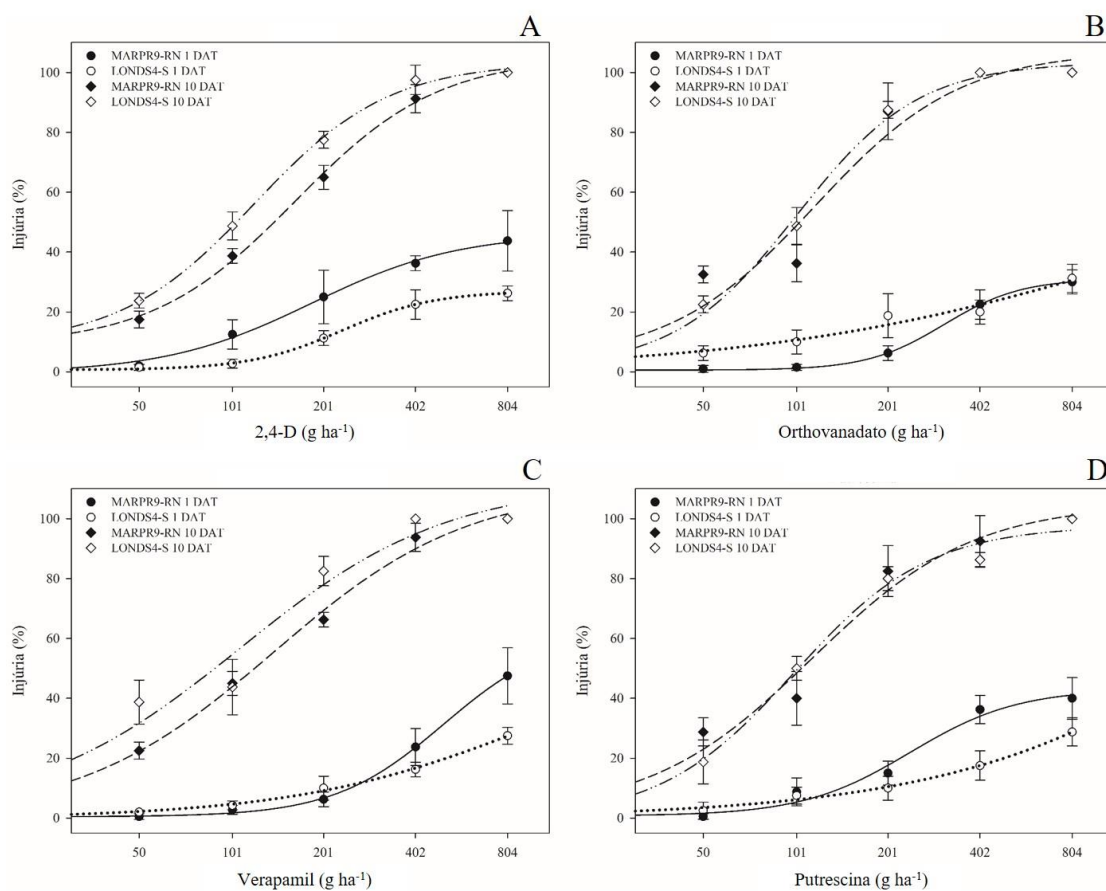 A
MARPR9-RN 1 DAT
LONDS4-S 1 DAT
MARPR9-RN 10 DAT
LONDS4-S 10 DAT
100
80
60
40
20
0
Injúria (%)
50 101 201 402 804
2,4-D (g ha⁻¹)
B
MARPR9-RN 1 DAT
LONDS4-S 1 DAT
MARPR9-RN 10 DAT
LONDS4-S 10 DAT
100
80
60
40
20
0
Injúria (%)
50 101 201 402 804
Orthovanadato (g ha⁻¹)
C
MARPR9-RN 1 DAT
LONDS4-S 1 DAT
MARPR9-RN 10 DAT
LONDS4-S 10 DAT
100
80
60
40
20
0
Injúria (%)
50 101 201 402 804
Verapamil (g ha⁻¹)
D
MARPR9-RN 1 DAT
LONDS4-S 1 DAT
MARPR9-RN 10 DAT
LONDS4-S 10 DAT
100
80
60
40
20
0
Injúria (%)
50 101 201 402 804
Putrescina (g ha⁻¹)